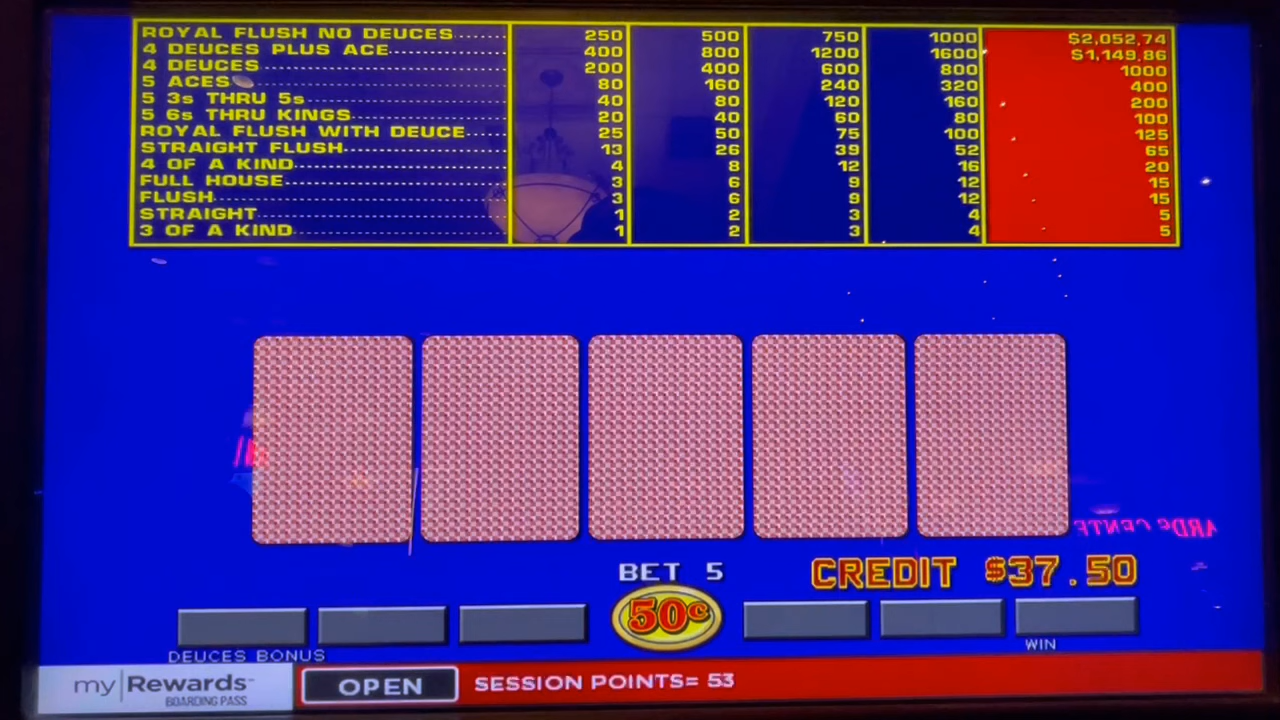 ROYAL FLUSH NO DEUCES 250 500 750 1000 $2,052.74
4 DEUCES PLUS ACE 400 800 1200 1600 $1,149.86
4 DEUCES 200 400 600 800 1000
5 ACES 80 160 240 320 400
5 3s THRU 5s 40 80 120 160 200
5 6s THRU KINGS 20 40 60 80 100
ROYAL FLUSH WITH DEUCE 25 50 75 100 125
STRAIGHT FLUSH 13 26 39 52 65
4 OF A KIND 4 8 12 16 20
FULL HOUSE 3 6 9 12 15
FLUSH 3 6 9 12 15
STRAIGHT 1 2 3 4 5
3 OF A KIND 1 2 3 4 5
BET 5 CREDIT $37.50
50¢
DEUCES BONUS WIN
my|Rewards™ OPEN SESSION POINTS= 53
BOARDING PASS